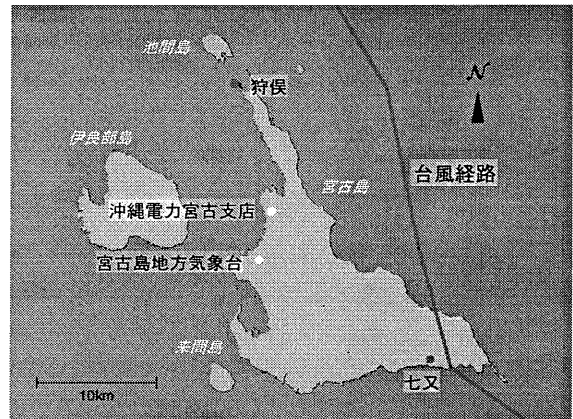 池間島
狩俣
N
伊良部島
台風経路
宮古島
沖縄電力宮古支店
宮古島地方気象台
来間島
七又
10km